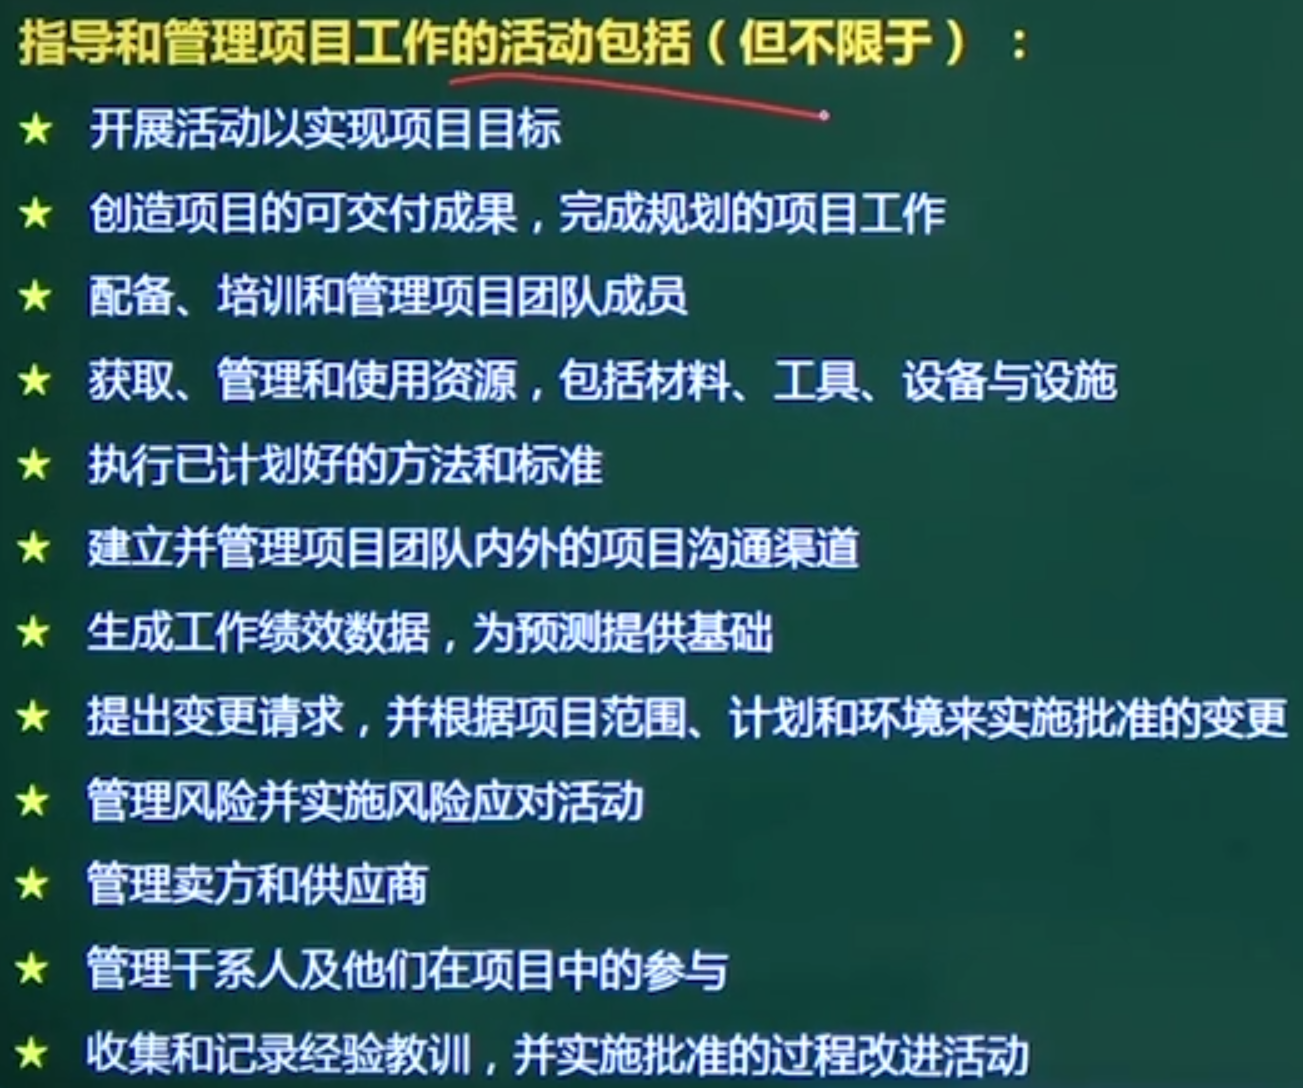 指导和管理项目工作的活动包括（但不限于）：
★ 开展活动以实现项目目标
★ 创造项目的可交付成果，完成规划的项目工作
★ 配备、培训和管理项目团队成员
★ 获取、管理和使用资源，包括材料、工具、设备与设施
★ 执行已计划好的方法和标准
★ 建立并管理项目团队内外的项目沟通渠道
★ 生成工作绩效数据，为预测提供基础
★ 提出变更请求，并根据项目范围、计划和环境来实施批准的变更
★ 管理风险并实施风险应对活动
★ 管理卖方和供应商
★ 管理干系人及他们在项目中的参与
★ 收集和记录经验教训，并实施批准的过程改进活动